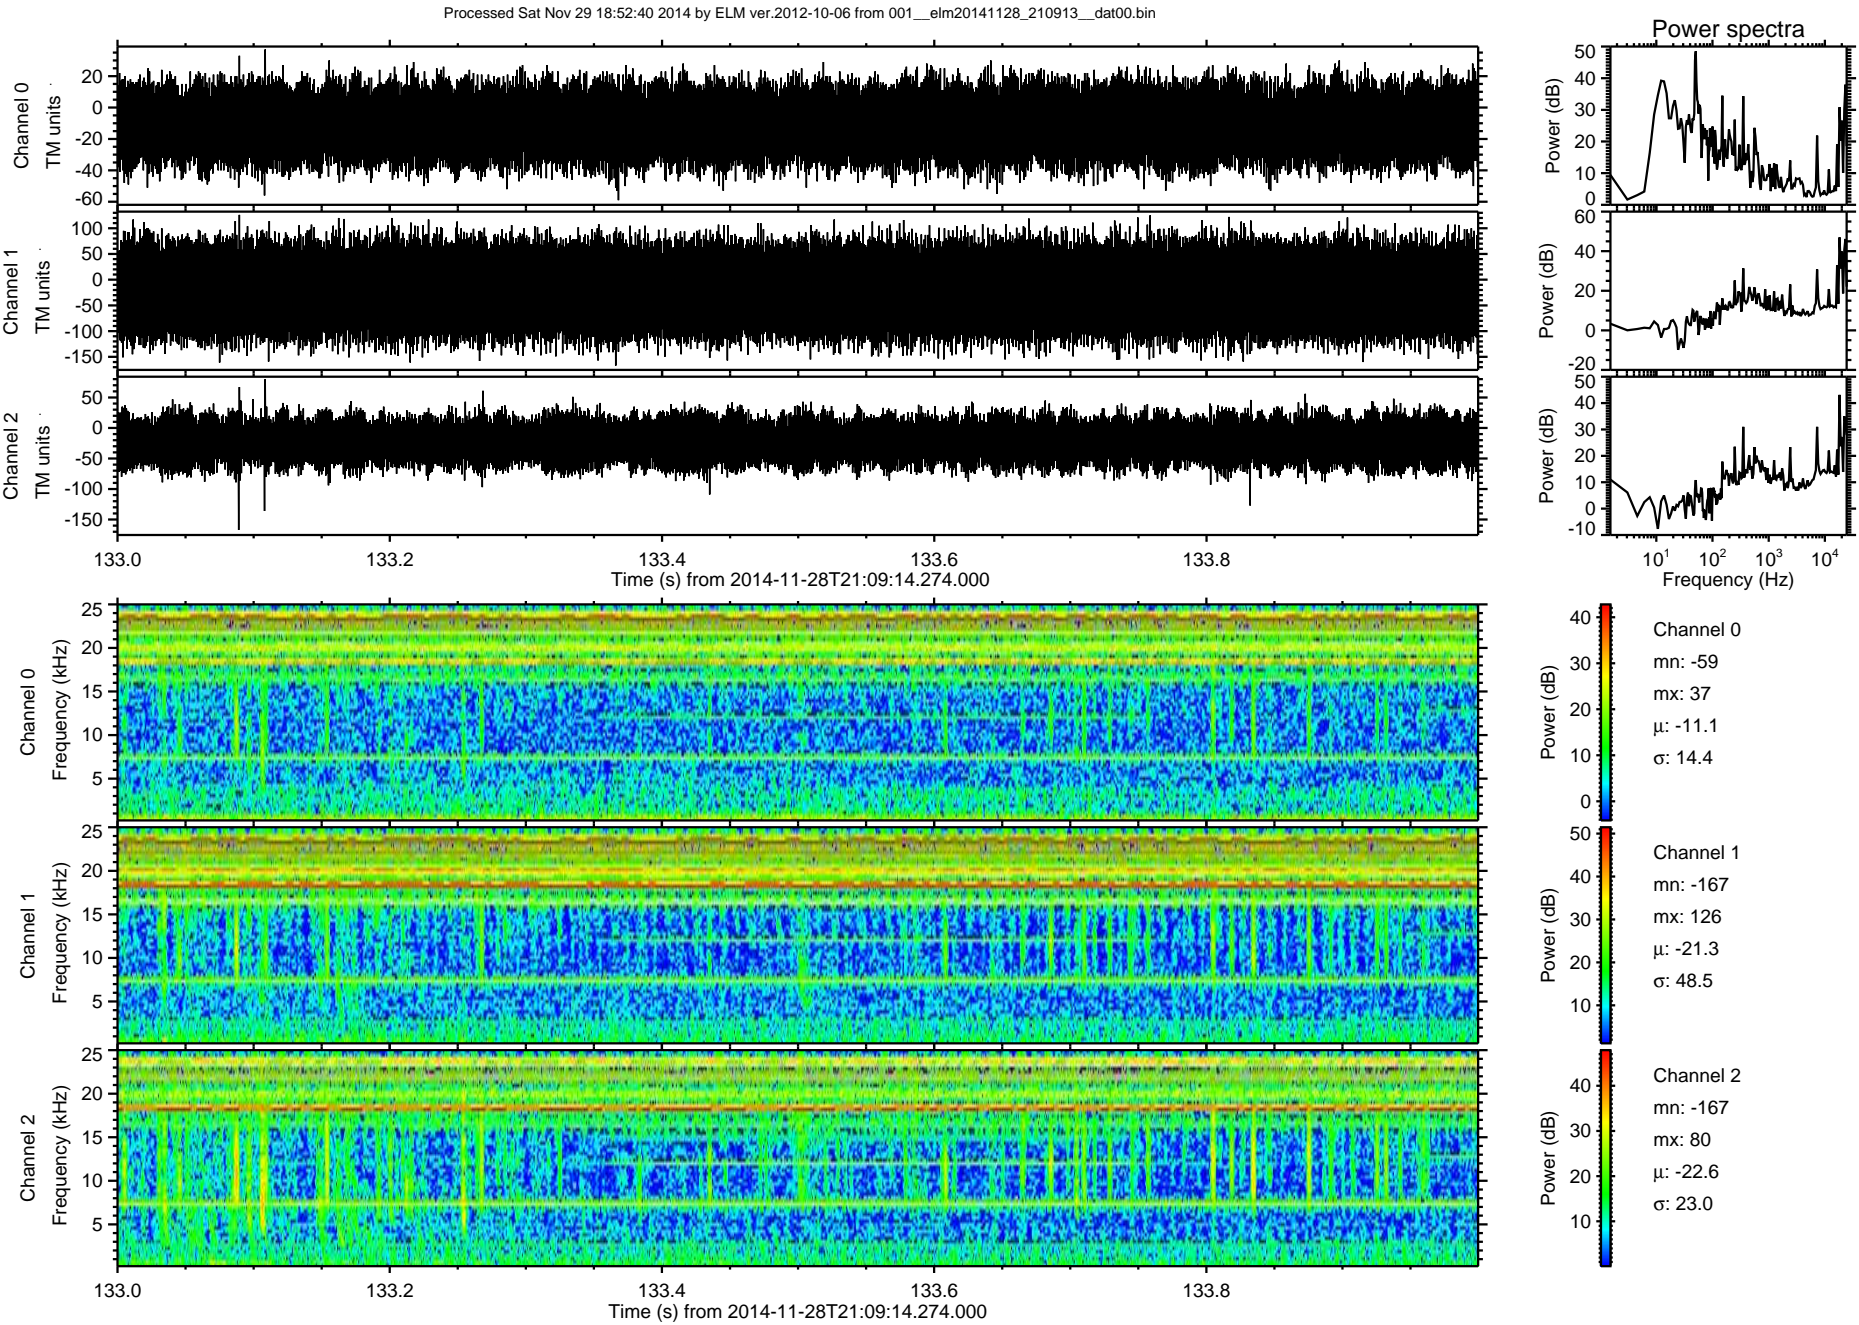 Processed Sat Nov 29 18:52:40 2014 by ELM ver.2012-10-06 from 001__elm20141128_210913__dat00.bin
Power spectra
Channel 0
TM units
20
0
-20
-40
-60
Power (dB)
50
40
30
20
10
0
Channel 1
TM units
100
50
0
-50
-100
-150
Power (dB)
60
40
20
0
-20
Channel 2
TM units
50
0
-50
-100
-150
Power (dB)
50
40
30
20
10
0
-10
133.0 133.2 133.4 133.6 133.8
Time (s) from 2014-11-28T21:09:14.274.000
10¹ 10² 10³ 10⁴
Frequency (Hz)
Channel 0
Frequency (kHz)
25
20
15
10
5
Power (dB)
40
30
20
10
0
Channel 0
mn: -59
mx: 37
μ: -11.1
σ: 14.4
Channel 1
Frequency (kHz)
25
20
15
10
5
Power (dB)
50
40
30
20
10
Channel 1
mn: -167
mx: 126
μ: -21.3
σ: 48.5
Channel 2
Frequency (kHz)
25
20
15
10
5
Power (dB)
40
30
20
10
Channel 2
mn: -167
mx: 80
μ: -22.6
σ: 23.0
133.0 133.2 133.4 133.6 133.8
Time (s) from 2014-11-28T21:09:14.274.000